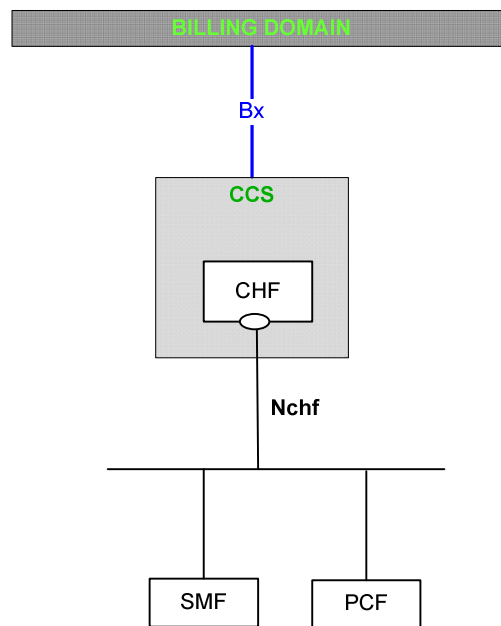 BILLING DOMAIN
Bx
CCS
CHF
Nchf
SMF
PCF